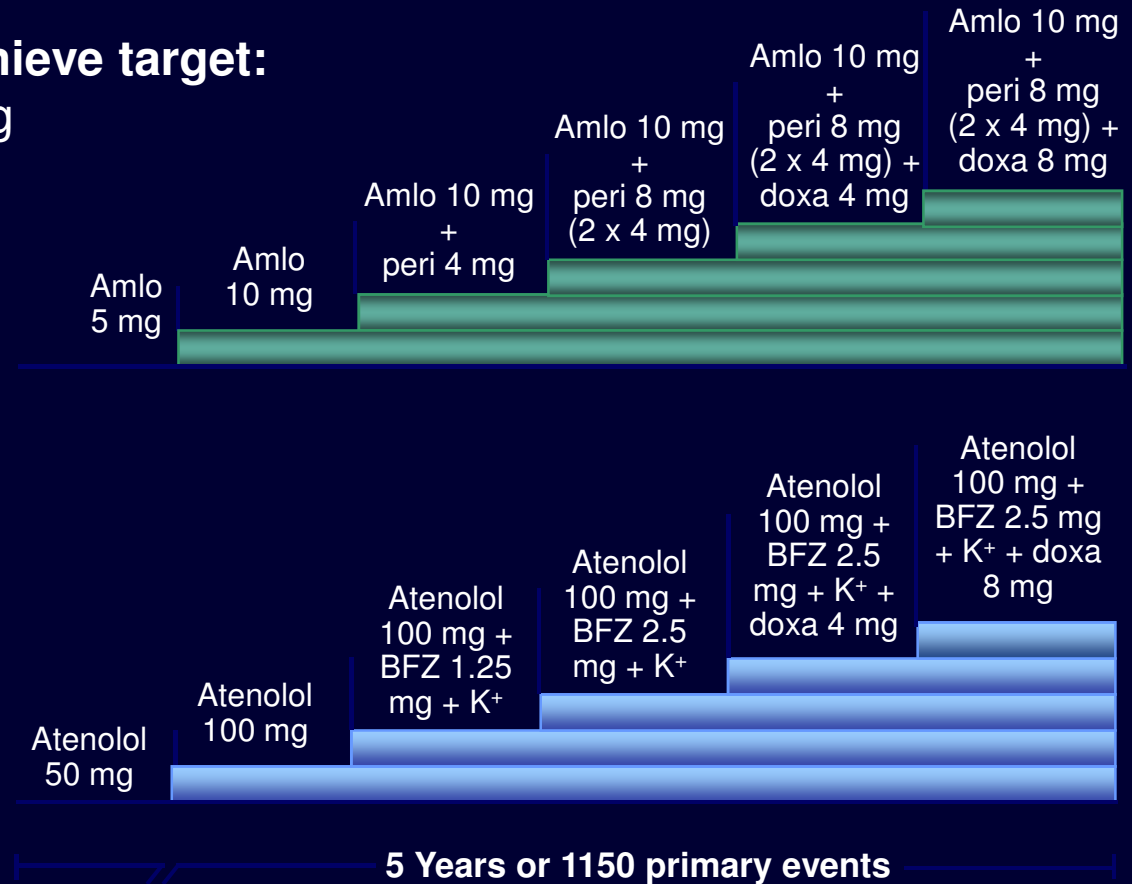 hieve target:
g
Amlo
5 mg
Amlo
10 mg
Amlo 10 mg
+
peri 4 mg
Amlo 10 mg
+
peri 8 mg
(2 x 4 mg)
Amlo 10 mg
+
peri 8 mg
(2 x 4 mg) +
doxa 4 mg
Amlo 10 mg
+
peri 8 mg
(2 x 4 mg) +
doxa 8 mg
Atenolol
50 mg
Atenolol
100 mg
Atenolol
100 mg +
BFZ 1.25
mg + K⁺
Atenolol
100 mg +
BFZ 2.5
mg + K⁺
Atenolol
100 mg +
BFZ 2.5
mg + K⁺ +
doxa 4 mg
Atenolol
100 mg +
BFZ 2.5 mg
+ K⁺ + doxa
8 mg
5 Years or 1150 primary events